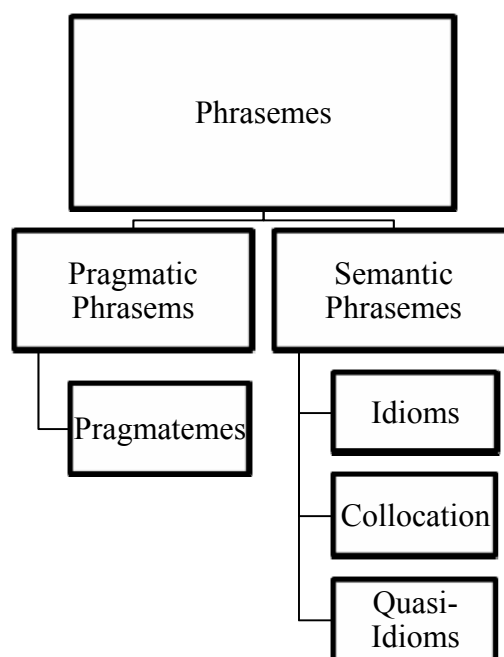 Phrasemes
Pragmatic
Phrasems
Semantic
Phrasemes
Pragmatemes
Idioms
Collocation
Quasi-
Idioms